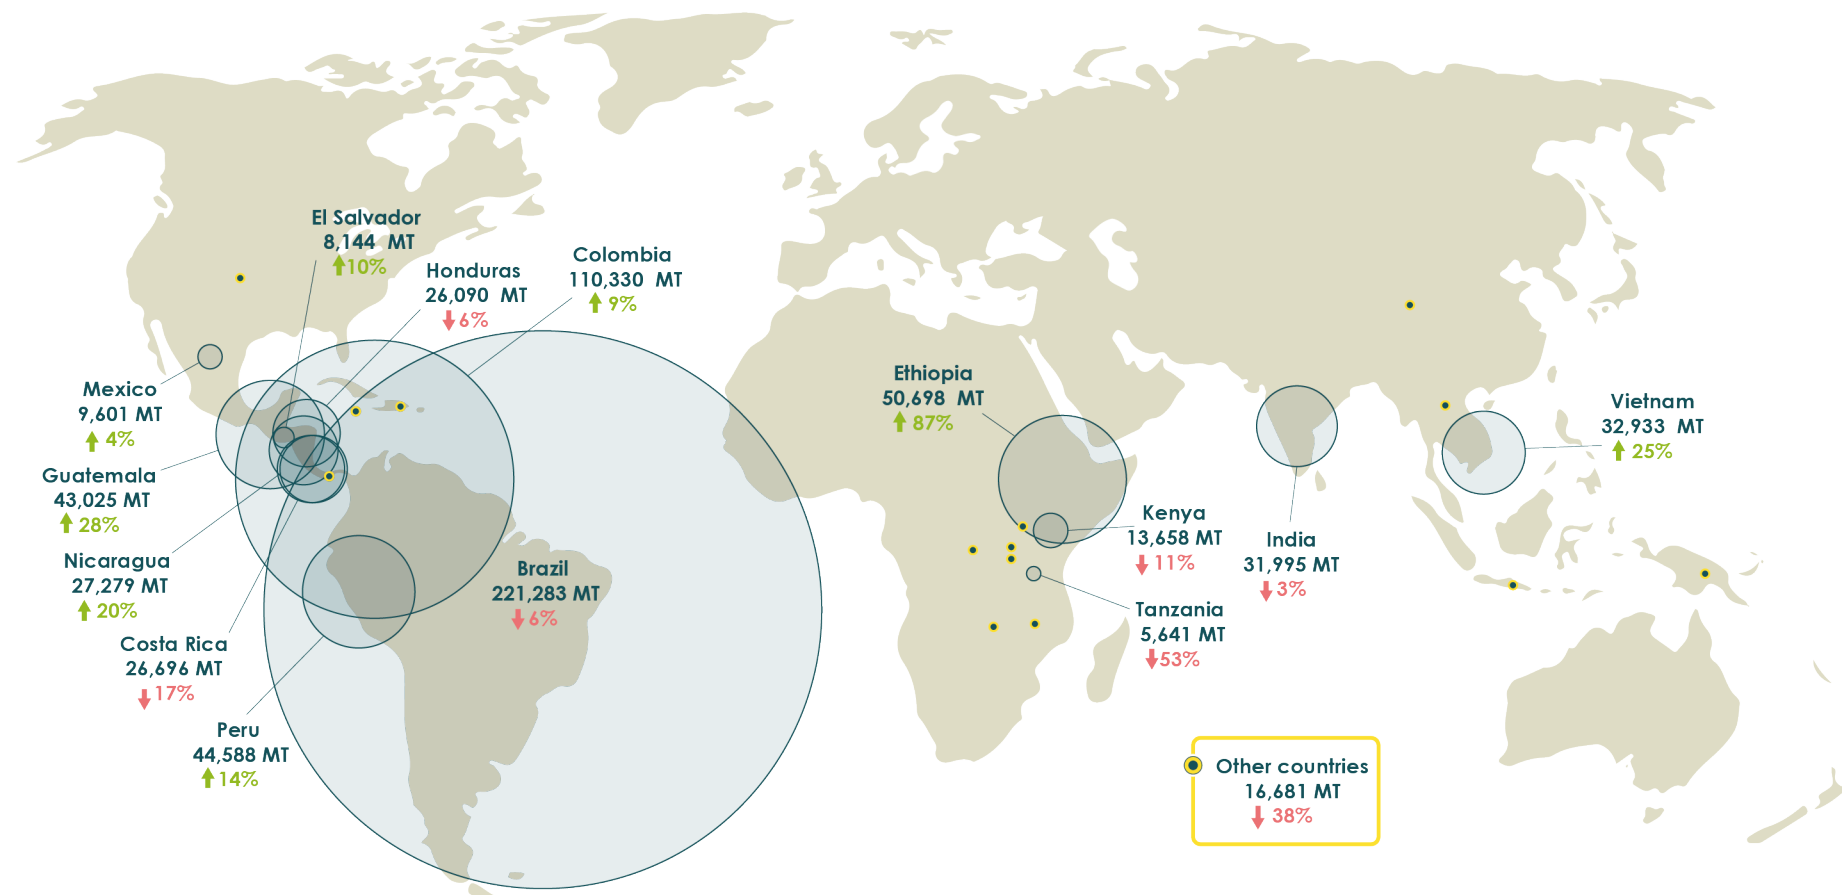 El Salvador
8,144 MT
10%
Honduras
26,090 MT
6%
Colombia
110,330 MT
9%
Mexico
9,601 MT
4%
Guatemala
43,025 MT
28%
Nicaragua
27,279 MT
20%
Costa Rica
26,696 MT
17%
Peru
44,588 MT
14%
Brazil
221,283 MT
6%
Ethiopia
50,698 MT
87%
Kenya
13,658 MT
11%
Tanzania
5,641 MT
53%
India
31,995 MT
3%
Vietnam
32,933 MT
25%
Other countries
16,681 MT
38%